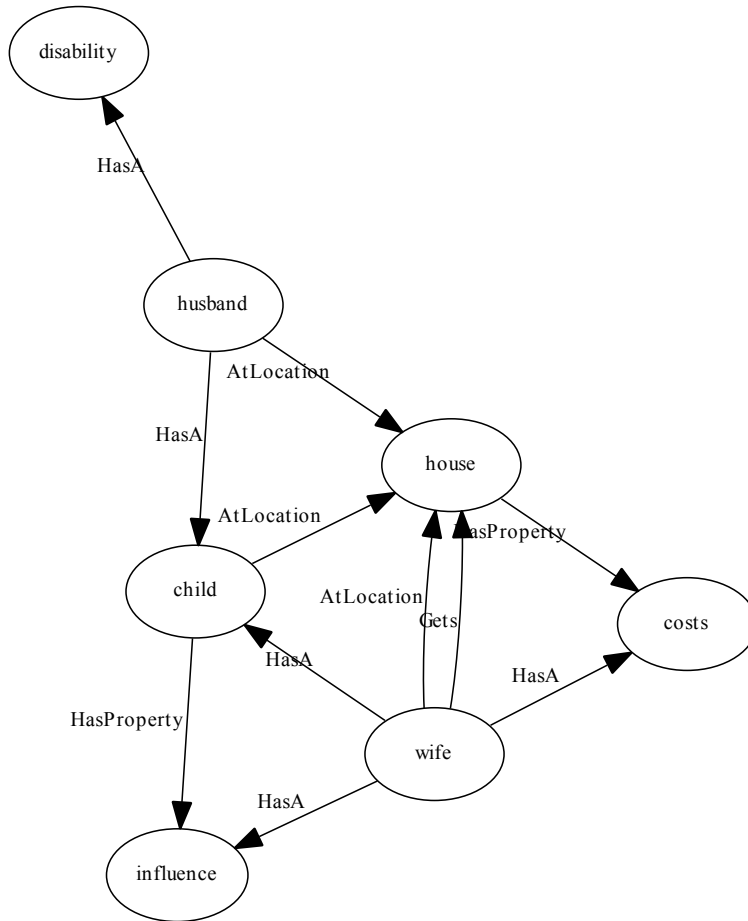 disability
HasA
husband
AtLocation
HasA
house
AtLocation
HasProperty
child
AtLocation
Gets
costs
HasA
HasA
HasProperty
wife
HasA
influence